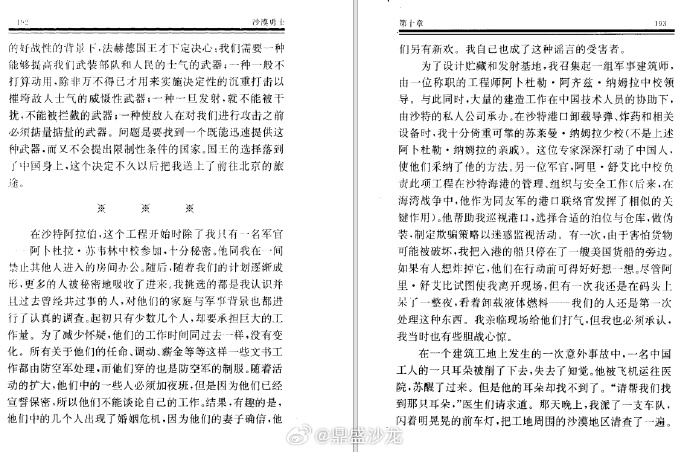 192
沙漠勇士
的好战性的背景下,法赫德国王才下定决心:我们需要一种
能够提高我们武装部队和人民的士气的武器;一种一般不
打算动用,除非万不得已才用来实施决定性的沉重打击以
摧垮敌人士气的威慑性武器;一种一旦发射,就不能被干
扰,不能被拦截的武器;一种使敌人在对我们进行攻击之前
必须掂量掂量的武器。问题是要找到一个既能迅速提供这
种武器,而又不会提出限制性条件的国家。国王的选择落到
了中国身上,这个决定不久以后把我送上了前往北京的旅
途。
※ ※ ※
在沙特阿拉伯,这个工程开始时除了我只有一名军官
——阿卜杜拉·苏韦林中校参加,十分秘密。他同我在一间
禁止其他人进入的房间办公。随后,随着我们的计划逐渐成
形,更多的人被秘密地吸收了进来。我挑选的都是我认识并
且过去曾经共过事的人,对他们的家庭与军事背景也都进
行了认真的调查。起初只有少数几个人,却要承担巨大的工
作量。为了减少怀疑,他们的工作时间同过去一样,没有变
化。所有关于他们的任命、调动、薪金等等这样一些文书工
作都由防空军处理,而他们穿的也是防空军的制服。随着活
动的扩大,他们中的一些人必须加夜班,但是因为他们已经
宣誓保密,所以他们不能谈论自己的工作。结果,有趣的是,
他们中的几个人出现了婚姻危机,因为他们的妻子确信,他
第十章
193
们另有新欢。我自己也成了这种谣言的受害者。
为了设计贮藏和发射基地,我召集起一组军事建筑师,
由一位称职的工程师阿卜杜勒·阿齐兹·纳姆拉中校领
导。与此同时,大量的建造工作在中国技术人员的协助下,
由沙特的私人公司承办。在沙特港口卸载导弹、炸药和相关
设备时,我十分倚重可靠的苏莱曼·纳姆拉少校(不是上述
阿卜杜勒·纳姆拉的亲戚)。这位专家深深打动了中国人,
使他们采纳了他的方法。另一位军官,阿里·舒艾比中校负
责此项工程在沙特海港的管理、组织与安全工作(后来,在
海湾战争中,他作为同友军的港口联络官发挥了相似的关
键作用)。他帮助我巡视港口,选择合适的泊位与仓库,做伪
装,制定欺骗策略以迷惑监视活动。有一次,由于害怕货物
可能被破坏,我把入港的船只停在了一艘美国货船的旁边。
如果有人想炸掉它,他们在行动前可得好好想一想。尽管阿
里·舒艾比试图使我离开现场,但有一次我还是在码头上
呆了一整夜,看着卸载液体燃料——我们的人还是第一次
处理这种东西。我亲临现场给他们打气,但我也必须承认,
我当时也有些胆战心惊。
在一个建筑工地上发生的一次意外事故中,一名中国
工人的一只耳朵被削了下去,失去了知觉。他被飞机运往医
院,苏醒了过来。但是他的耳朵却找不到了。“请帮我们找
到那只耳朵,”医生们请求道。那天晚上,我派了一支车队,
闪着明晃晃的前车灯,把工地周围的沙漠地区清查了一遍。
@鼎盛沙龙